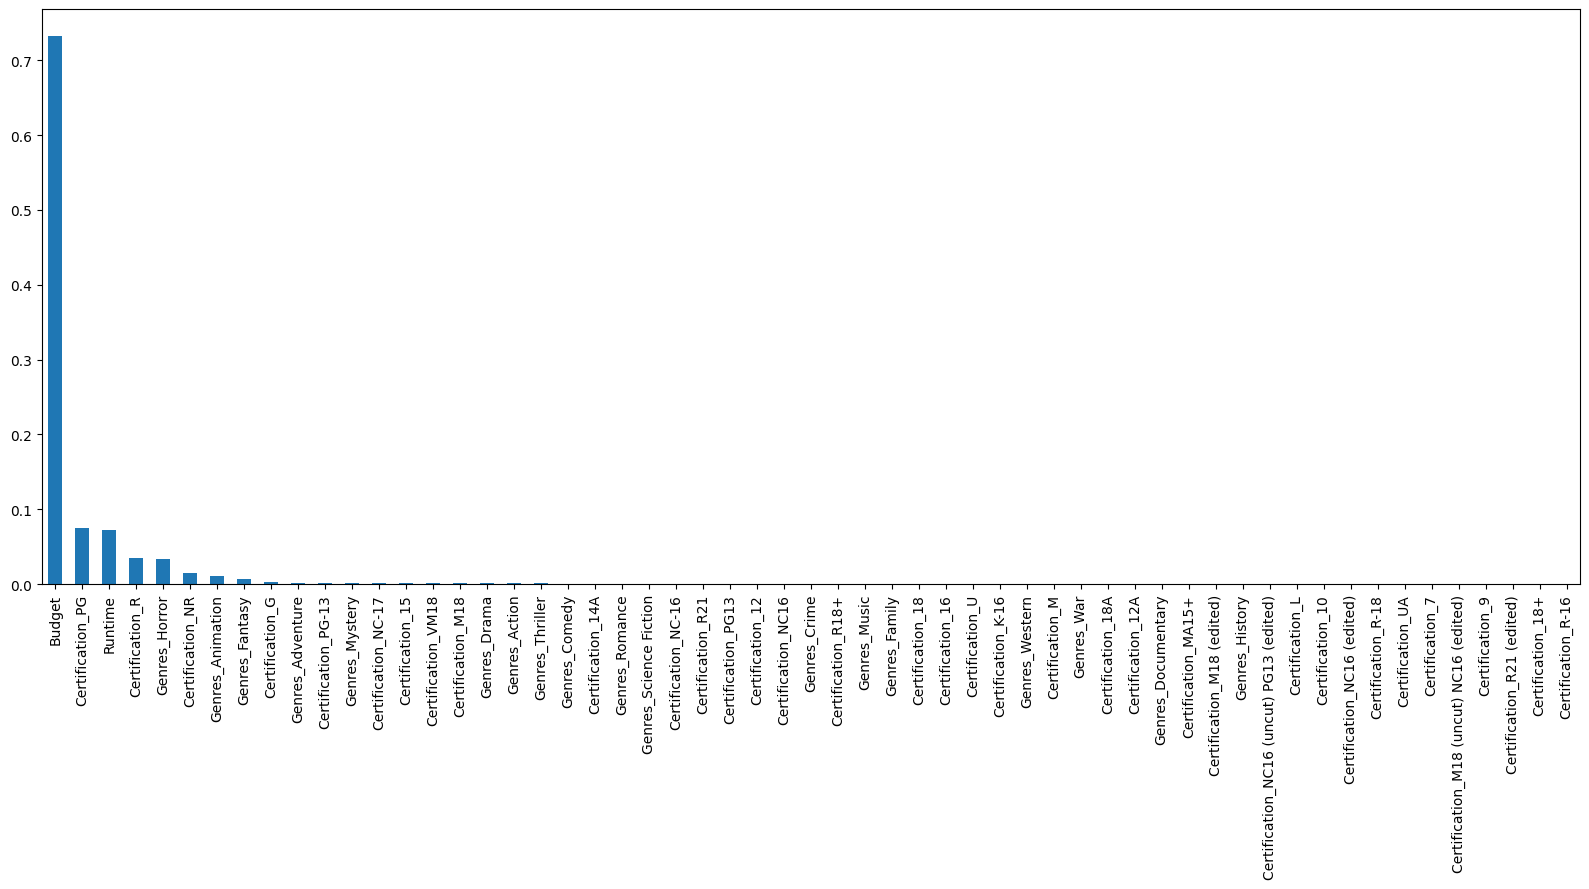 0.7
0.6
0.5
0.4
0.3
0.2
0.1
0.0
Budget
Certification_PG
Runtime
Certification_R
Genres_Horror
Certification_NR
Genres_Animation
Genres_Fantasy
Certification_G
Genres_Adventure
Certification_PG-13
Genres_Mystery
Certification_NC-17
Certification_15
Certification_VM18
Certification_M18
Genres_Drama
Genres_Action
Genres_Thriller
Genres_Comedy
Certification_14A
Genres_Romance
Genres_Science Fiction
Certification_NC-16
Certification_R21
Certification_PG13
Certification_12
Certification_NC16
Genres_Crime
Certification_R18+
Genres_Music
Genres_Family
Certification_18
Certification_16
Certification_U
Certification_K-16
Genres_Western
Certification_M
Genres_War
Certification_18A
Certification_12A
Genres_Documentary
Certification_MA15+
Certification_M18 (edited)
Genres_History
Certification_NC16 (uncut) PG13 (edited)
Certification_L
Certification_10
Certification_NC16 (edited)
Certification_R-18
Certification_UA
Certification_7
Certification_M18 (uncut) NC16 (edited)
Certification_9
Certification_R21 (edited)
Certification_18+
Certification_R-16